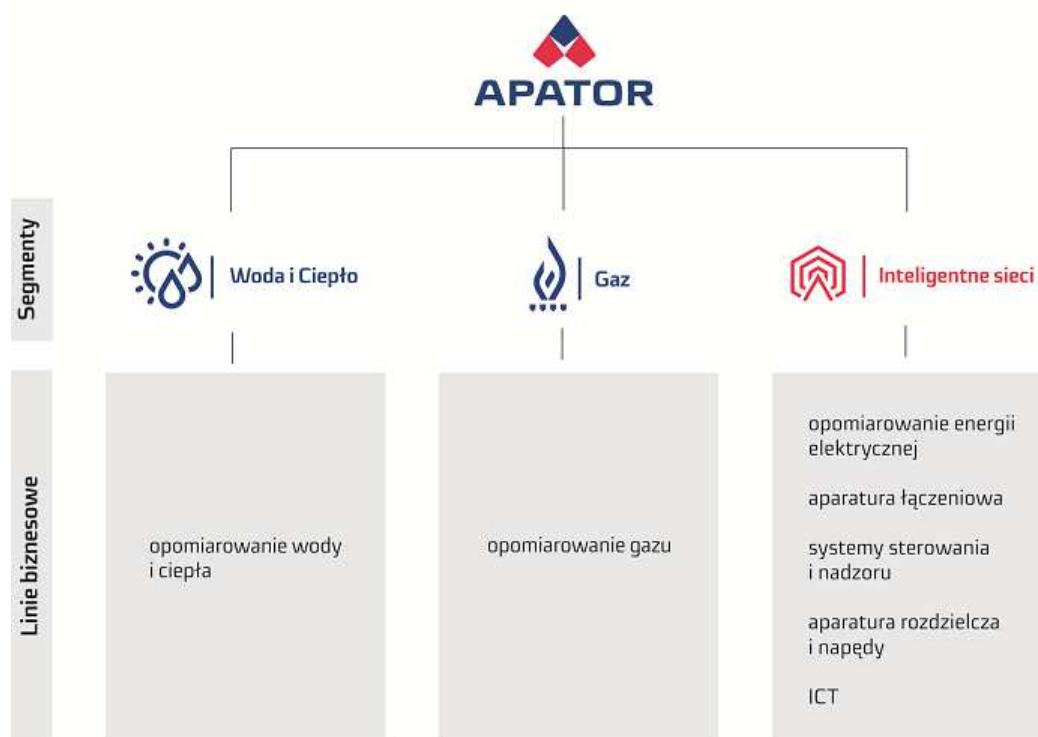 APATOR
Segmenty
Woda i Ciepło
Gaz
Inteligentne sieci
Linie biznesowe
opomiarowanie wody
i ciepła
opomiarowanie gazu
opomiarowanie energii
elektrycznej
aparatura łączeniowa
systemy sterowania
i nadzoru
aparatura rozdzielcza
i napędy
ICT